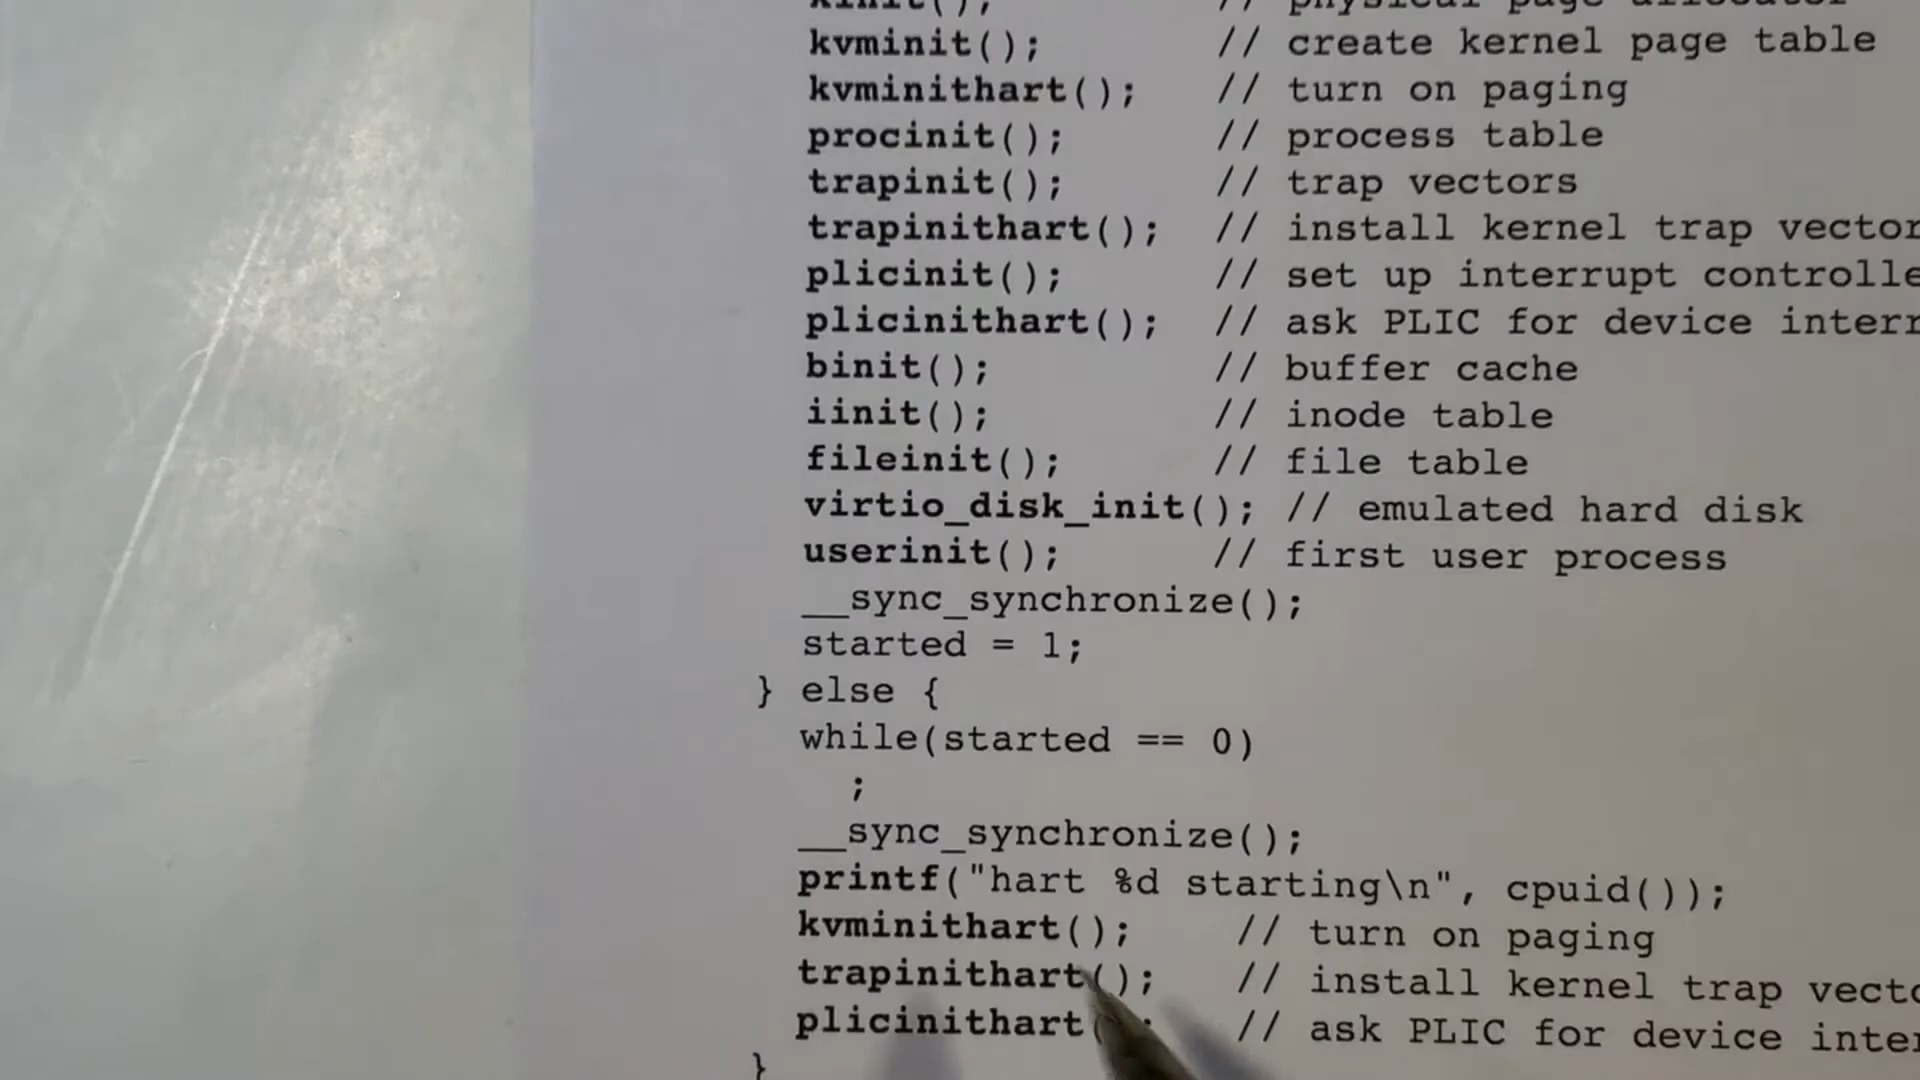 kvminit(); // create kernel page table
kvminithart(); // turn on paging
procinit(); // process table
trapinit(); // trap vectors
trapinithart(); // install kernel trap vector
plicinit(); // set up interrupt controlle
plicinithart(); // ask PLIC for device interr
binit(); // buffer cache
iinit(); // inode table
fileinit(); // file table
virtio_disk_init(); // emulated hard disk
userinit(); // first user process
__sync_synchronize();
started = 1;
} else {
while(started == 0)
;
__sync_synchronize();
printf("hart %d starting\n", cpuid());
kvminithart(); // turn on paging
trapinithart(); // install kernel trap vecto
plicinithart( ; // ask PLIC for device inter
}